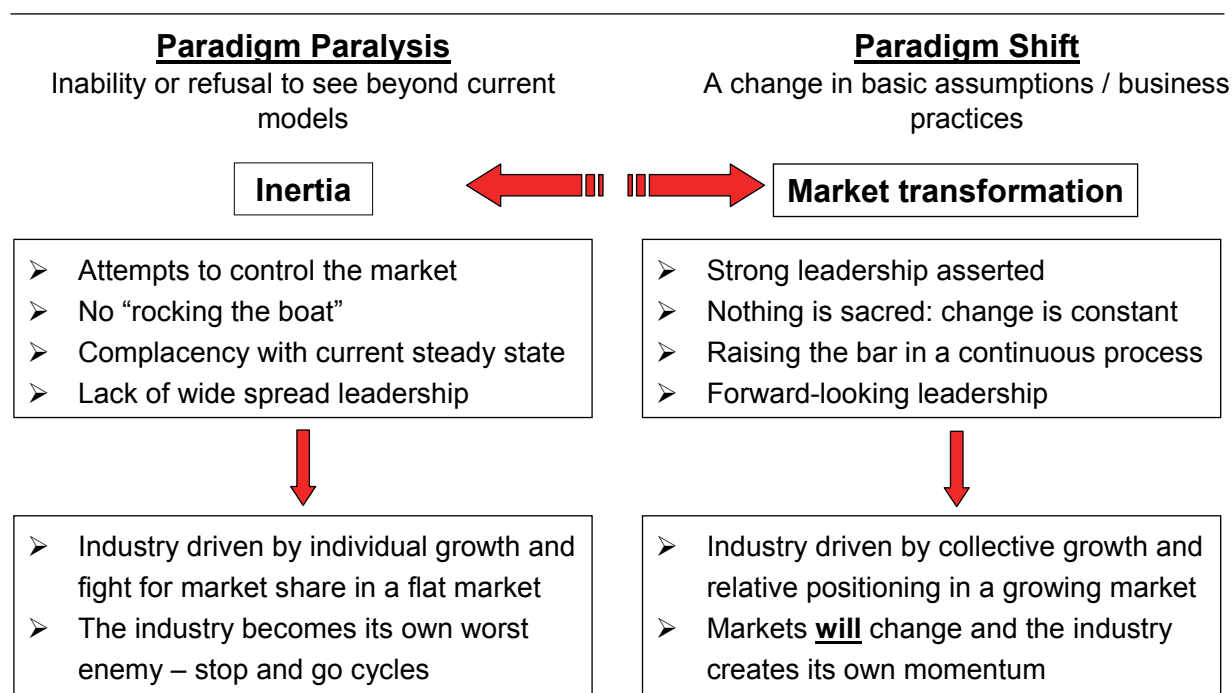 Paradigm Paralysis
Inability or refusal to see beyond current
models
Inertia
➢ Attempts to control the market
➢ No “rocking the boat”
➢ Complacency with current steady state
➢ Lack of wide spread leadership
➢ Industry driven by individual growth and
fight for market share in a flat market
➢ The industry becomes its own worst
enemy – stop and go cycles
Paradigm Shift
A change in basic assumptions / business
practices
Market transformation
➢ Strong leadership asserted
➢ Nothing is sacred: change is constant
➢ Raising the bar in a continuous process
➢ Forward-looking leadership
➢ Industry driven by collective growth and
relative positioning in a growing market
➢ Markets will change and the industry
creates its own momentum